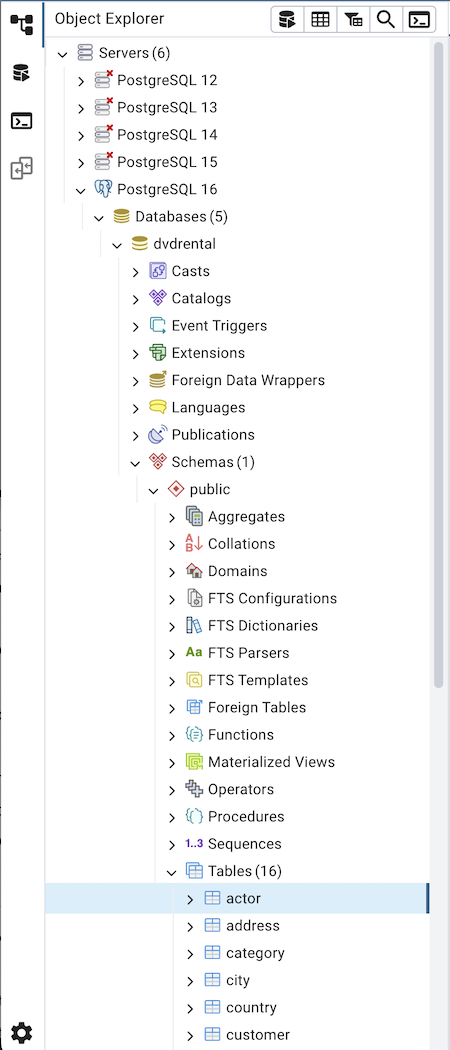 Object Explorer
Servers (6)
PostgreSQL 12
PostgreSQL 13
PostgreSQL 14
PostgreSQL 15
PostgreSQL 16
Databases (5)
dvdrental
Casts
Catalogs
Event Triggers
Extensions
Foreign Data Wrappers
Languages
Publications
Schemas (1)
public
Aggregates
Collations
Domains
FTS Configurations
FTS Dictionaries
Aa FTS Parsers
FTS Templates
Foreign Tables
Functions
Materialized Views
Operators
Procedures
1..3 Sequences
Tables (16)
actor
address
category
city
country
customer